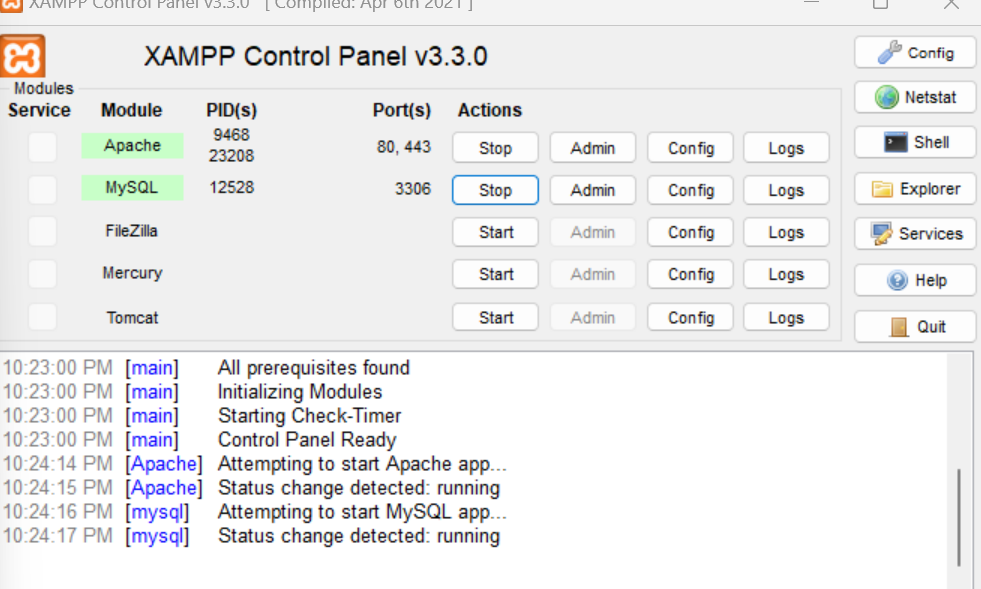 XAMPP Control Panel v3.3.0 [ Compiled: Apr 6th 2021 ]
XAMPP Control Panel v3.3.0
Config
Modules
Service Module PID(s) Port(s) Actions
Netstat
Apache 9468 23208 80, 443 Stop Admin Config Logs
Shell
MySQL 12528 3306 Stop Admin Config Logs
Explorer
FileZilla Start Admin Config Logs
Services
Mercury Start Admin Config Logs
Help
Tomcat Start Admin Config Logs
Quit
10:23:00 PM [main] All prerequisites found
10:23:00 PM [main] Initializing Modules
10:23:00 PM [main] Starting Check-Timer
10:23:00 PM [main] Control Panel Ready
10:24:14 PM [Apache] Attempting to start Apache app...
10:24:15 PM [Apache] Status change detected: running
10:24:16 PM [mysql] Attempting to start MySQL app...
10:24:17 PM [mysql] Status change detected: running